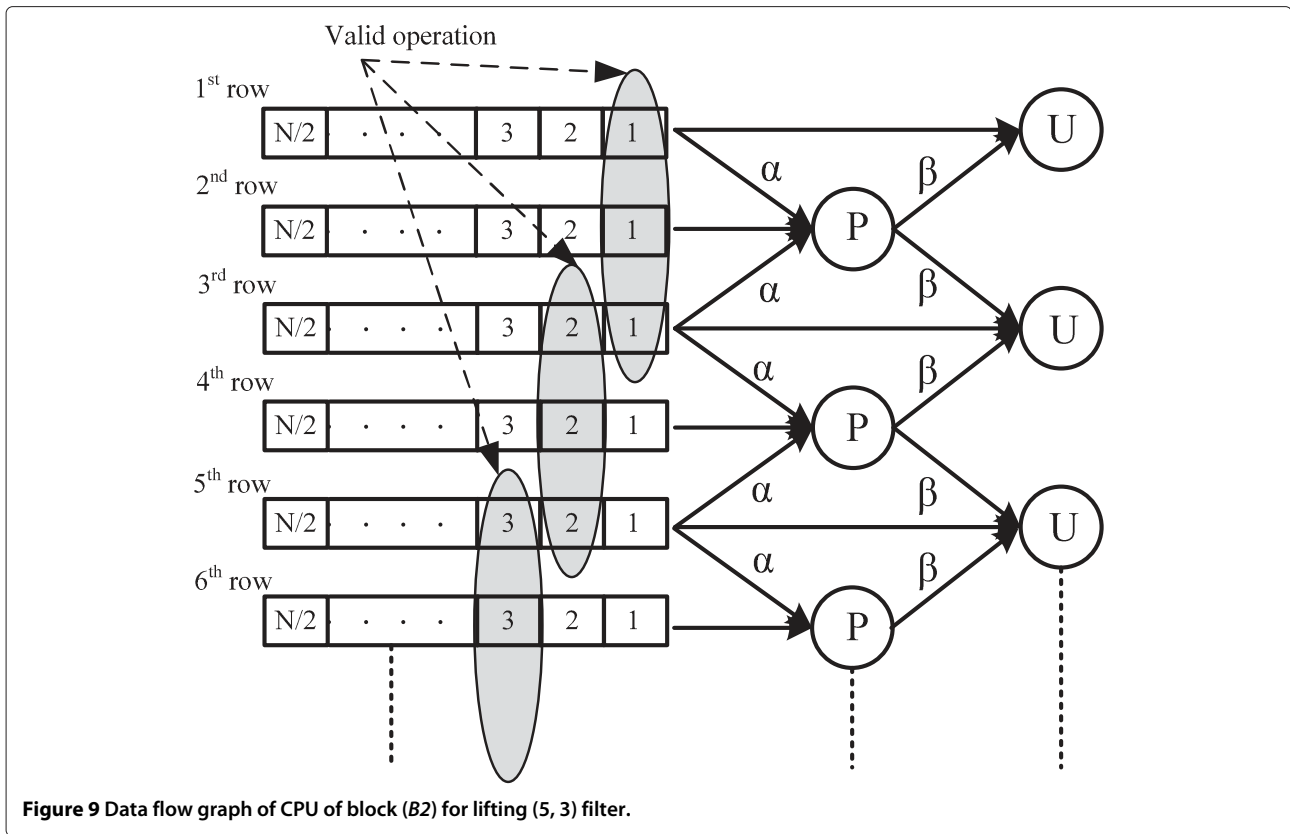 Valid operation
1st row
N/2 . . . . 3 2 1
U
α
β
2nd row
N/2 . . . . 3 2 1
P
α
β
3rd row
N/2 . . . . 3 2 1
U
α
β
4th row
N/2 . . . . 3 2 1
P
α
β
5th row
N/2 . . . . 3 2 1
U
α
β
6th row
N/2 . . . . 3 2 1
P
Figure 9 Data flow graph of CPU of block (B2) for lifting (5, 3) filter.